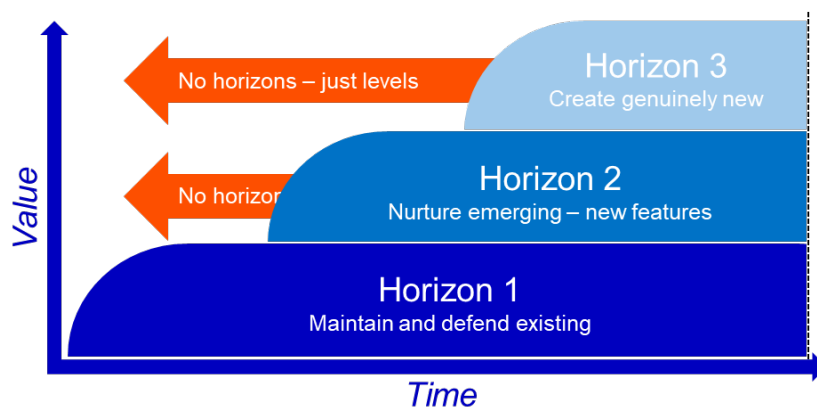 Horizon 3
No horizons – just levels
Create genuinely new
Horizon 2
No horizo
Nurture emerging – new features
Horizon 1
Maintain and defend existing
Value
Time